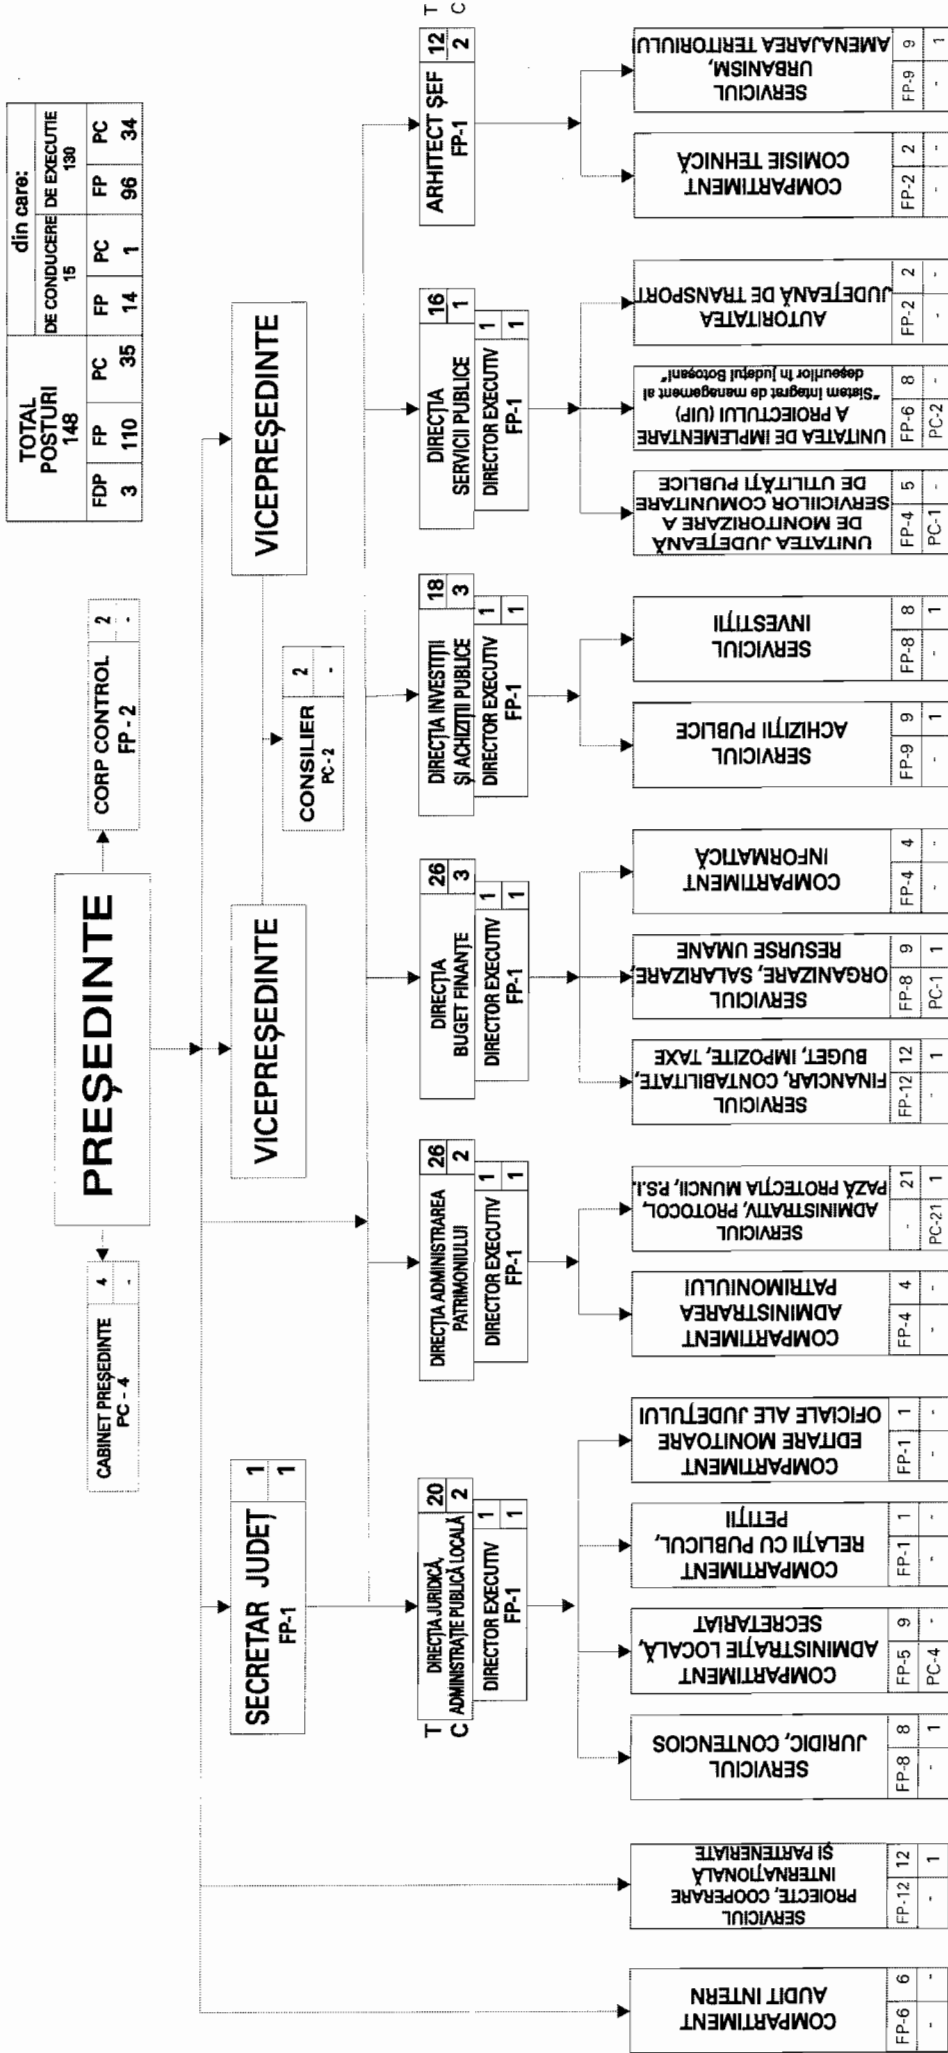 TOTAL
POSTURI
148
din care:
DE CONDUCERE
15
DE EXECUTIE
130
FDP FP PC FP PC FP PC
3 110 35 14 1 96 34
PREȘEDINTE
CABINET PREȘEDINTE 4
PC - 4 -
CORP CONTROL 2
FP - 2 -
VICEPREȘEDINTE
VICEPREȘEDINTE
CONSILIER 2
PC - 2 -
SECRETAR JUDEȚ 1
FP-1 1
T
C
DIRECȚIA JURIDICĂ, 20
ADMINISTRAȚIE PUBLICĂ LOCALĂ 2
DIRECTOR EXECUTIV 1
FP-1 1
DIRECȚIA ADMINISTRAREA 26
PATRIMONIULUI 2
DIRECTOR EXECUTIV 1
FP-1 1
DIRECȚIA 26
BUGET FINANȚE 3
DIRECTOR EXECUTIV 1
FP-1 1
DIRECȚIA INVESTIȚII 18
ȘI ACHIZIȚII PUBLICE 3
DIRECTOR EXECUTIV 1
FP-1 1
DIRECȚIA 16
SERVICII PUBLICE 1
DIRECTOR EXECUTIV 1
FP-1 1
ARHITECT ȘEF 12
FP-1 2
T
C
COMPARTIMENT
AUDIT INTERN
FP-6 6
- -
SERVICIUL
PROIECTE, COOPERARE
INTERNAȚIONALĂ
ȘI PARTENERIATE
FP-12 12
- 1
SERVICIUL
JURIDIC, CONTENCIOS
FP-8 8
- 1
COMPARTIMENT
ADMINISTRAȚIE LOCALĂ,
SECRETARIAT
FP-5 9
PC-4 -
COMPARTIMENT
RELAȚII CU PUBLICUL,
PETIȚII
FP-1 1
- -
COMPARTIMENT
EDITARE MONITOARE
OFICIALE ALE JUDEȚULUI
FP-1 1
- -
COMPARTIMENT
ADMINISTRAREA
PATRIMONIULUI
FP-4 4
- -
SERVICIUL
ADMINISTRATIV, PROTOCOL,
PAZĂ PROTECȚIA MUNCII, P.S.I.
- 21
PC-21 1
SERVICIUL
FINANCIAR, CONTABILITATE,
BUGET, IMPOZITE, TAXE
FP-12 12
- 1
SERVICIUL
ORGANIZARE, SALARIZARE,
RESURSE UMANE
FP-8 9
PC-1 1
COMPARTIMENT
INFORMATICĂ
FP-4 4
- -
SERVICIUL
ACHIZIȚII PUBLICE
FP-9 9
- 1
SERVICIUL
INVESTIȚII
FP-8 8
- 1
UNITATEA JUDEȚEANĂ
DE MONITORIZARE A
SERVICIILOR COMUNITARE
DE UTILITĂȚI PUBLICE
FP-4 5
PC-1 -
UNITATEA DE IMPLEMENTARE
A PROIECTULUI (UIP)
"Sistem integrat de management al
deșeurilor în județul Botoșani"
FP-6 8
PC-2 -
AUTORITATEA
JUDEȚEANĂ DE TRANSPORT
FP-2 2
- -
COMPARTIMENT
COMISIE TEHNICĂ
FP-2 2
- -
SERVICIUL
URBANISM,
AMENAJAREA TERITORIULUI
FP-9 9
- 1